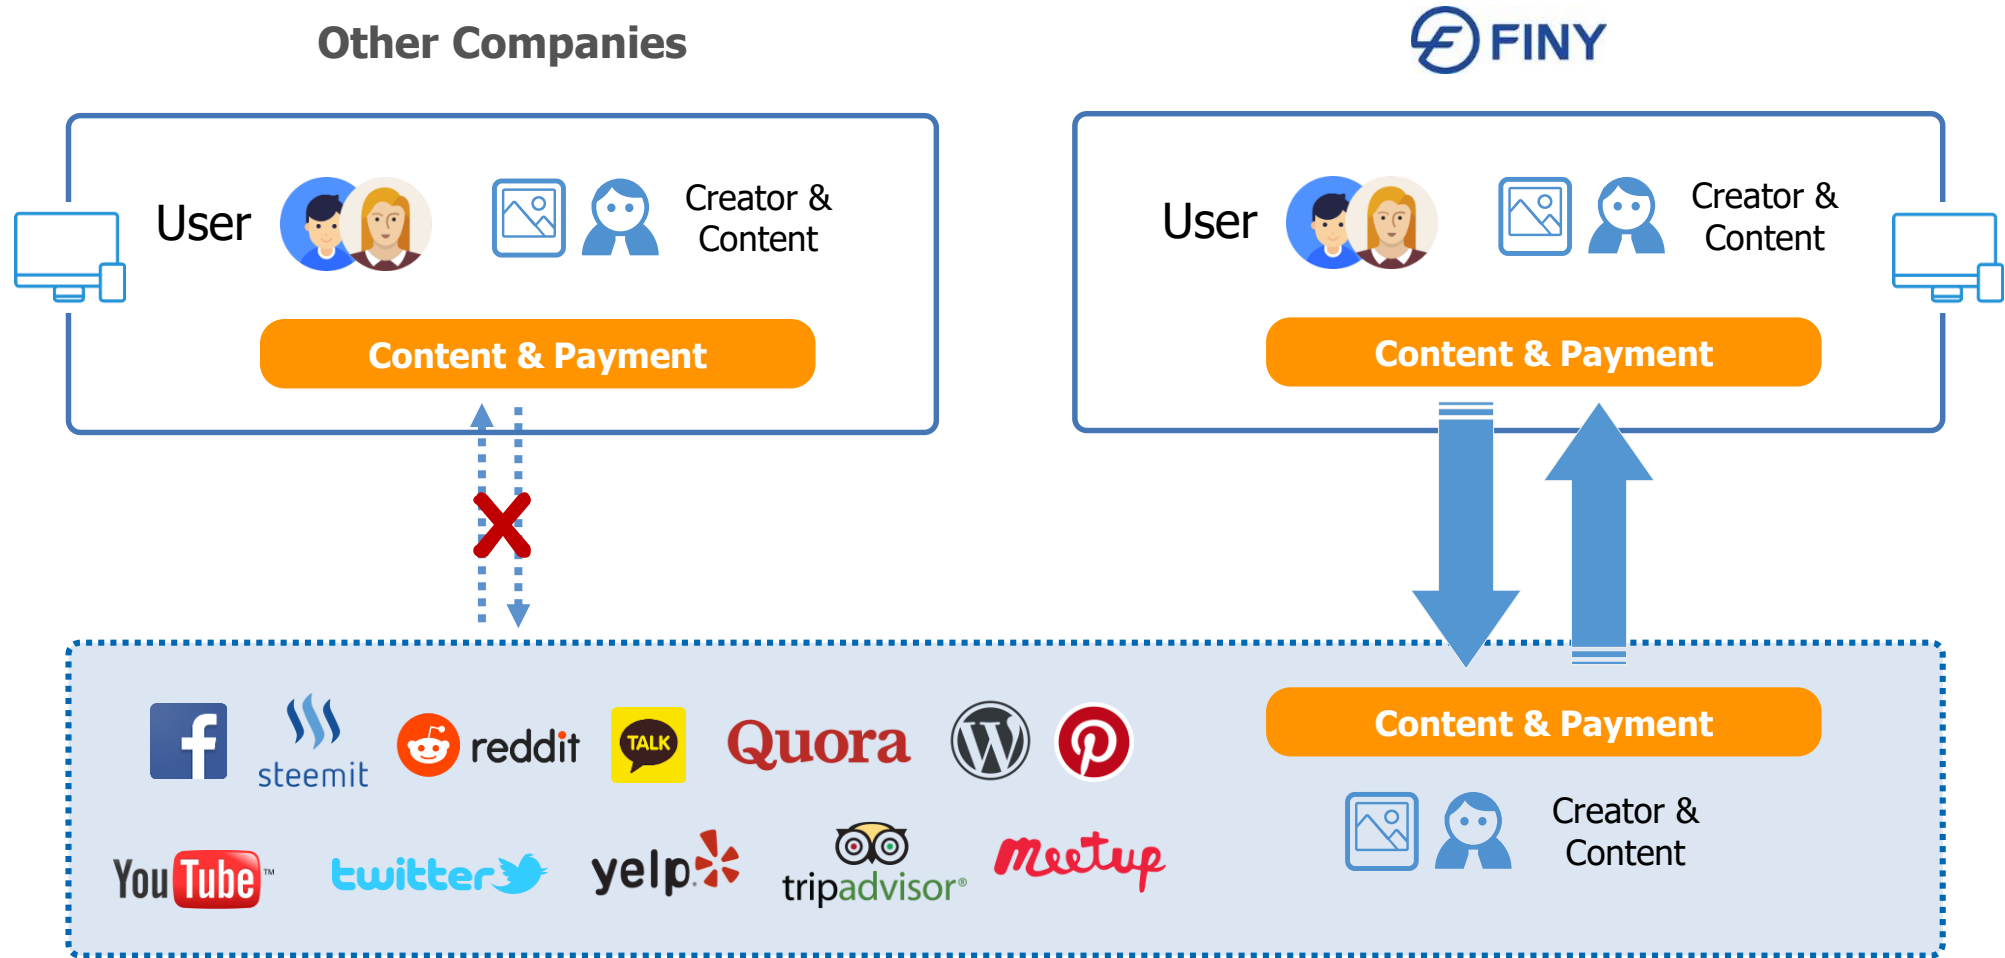 Other Companies
FINY
User
Creator &
Content
Content & Payment
User
Creator &
Content
Content & Payment
f
steemit
reddit
TALK
Quora
W
P
YouTube™
twitter
yelp
tripadvisor®
meetup
Content & Payment
Creator &
Content